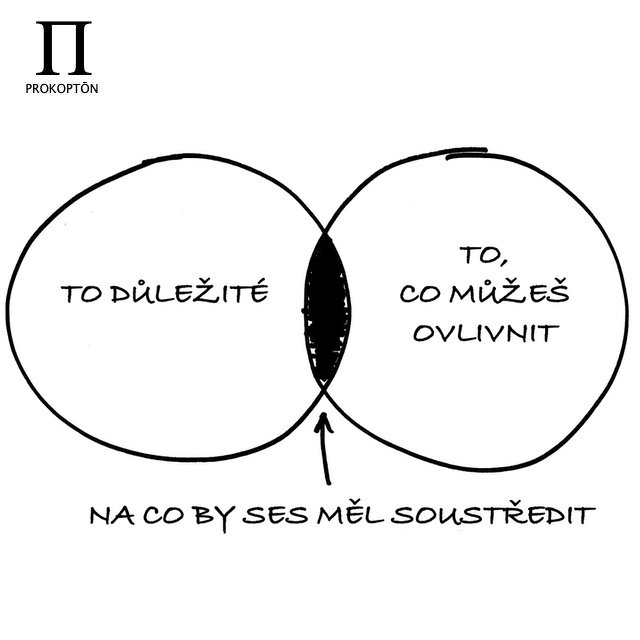 Π
PROKOPTŌN
TO DŮLEŽITÉ
TO,
CO MŮŽEŠ
OVLIVNIT
NA CO BY SES MĚL SOUSTŘEDIT